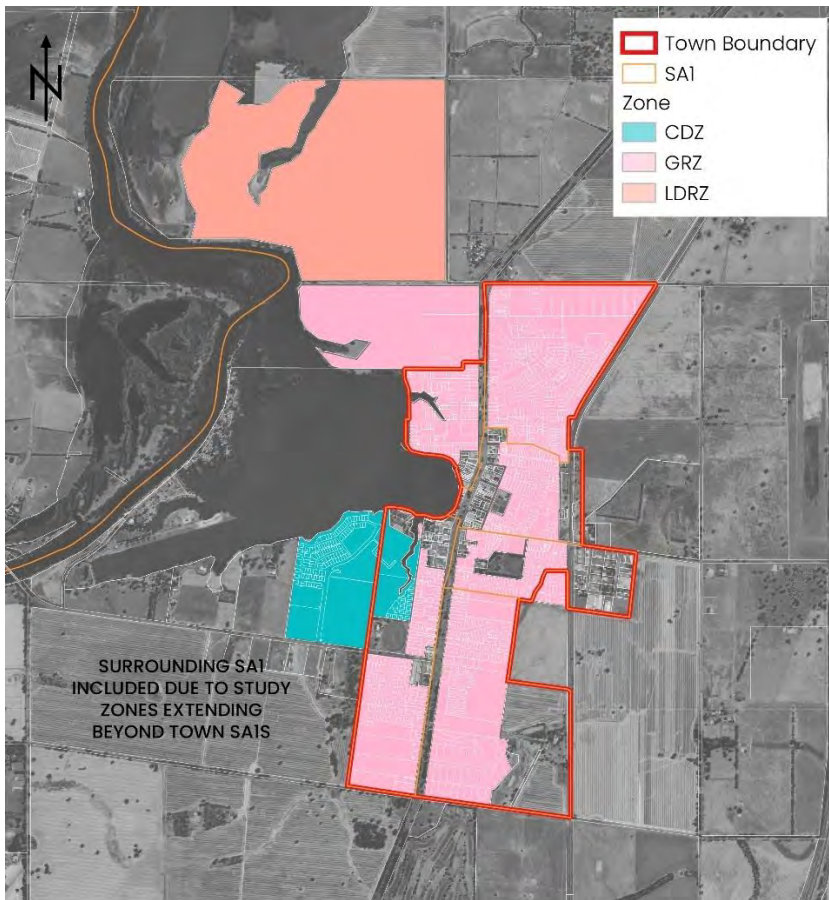 N
Town Boundary
SA1
Zone
CDZ
GRZ
LDRZ
SURROUNDING SA1
INCLUDED DUE TO STUDY
ZONES EXTENDING
BEYOND TOWN SA1S